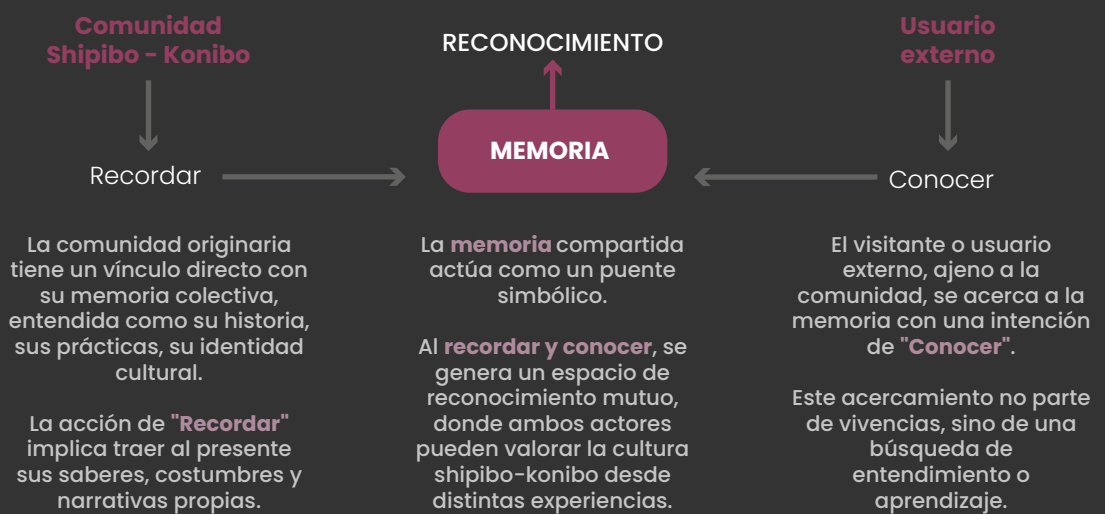 Comunidad
Shipibo - Konibo
Recordar
La comunidad originaria
tiene un vínculo directo con
su memoria colectiva,
entendida como su historia,
sus prácticas, su identidad
cultural.
La acción de "Recordar"
implica traer al presente
sus saberes, costumbres y
narrativas propias.
RECONOCIMIENTO
MEMORIA
La memoria compartida
actúa como un puente
simbólico.
Al recordar y conocer, se
genera un espacio de
reconocimiento mutuo,
donde ambos actores
pueden valorar la cultura
shipibo-konibo desde
distintas experiencias.
Usuario
externo
Conocer
El visitante o usuario
externo, ajeno a la
comunidad, se acerca a la
memoria con una intención
de "Conocer".
Este acercamiento no parte
de vivencias, sino de una
búsqueda de
entendimiento o
aprendizaje.